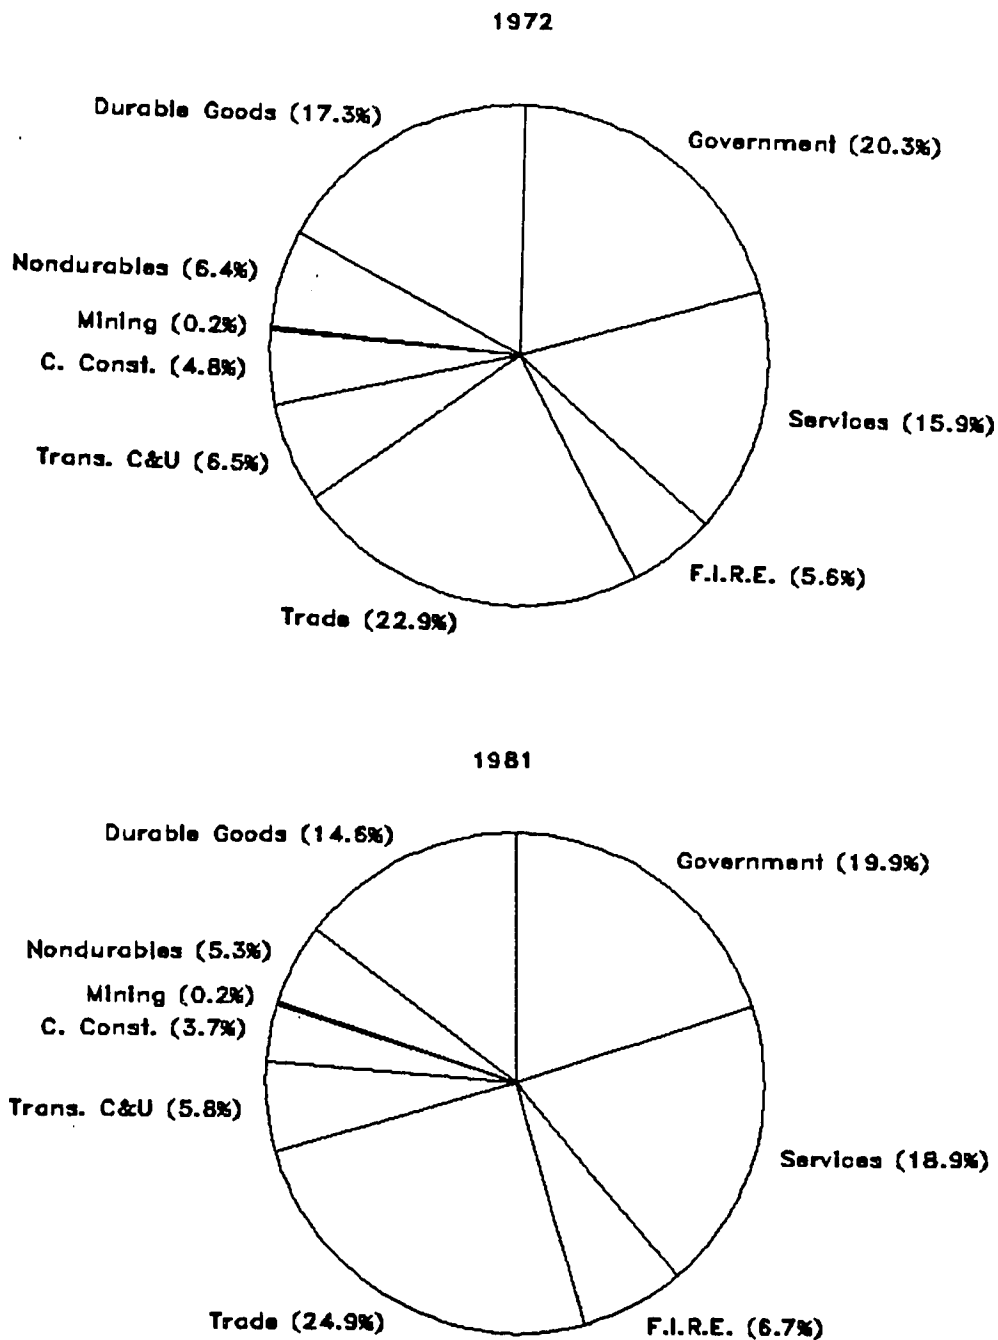 1972
Durable Goods (17.3%)
Government (20.3%)
Nondurables (6.4%)
Mining (0.2%)
C. Const. (4.8%)
Services (15.9%)
Trans. C&U (6.5%)
F.I.R.E. (5.6%)
Trade (22.9%)
1981
Durable Goods (14.6%)
Government (19.9%)
Nondurables (5.3%)
Mining (0.2%)
C. Const. (3.7%)
Trans. C&U (5.8%)
Services (18.9%)
Trade (24.9%)
F.I.R.E. (6.7%)